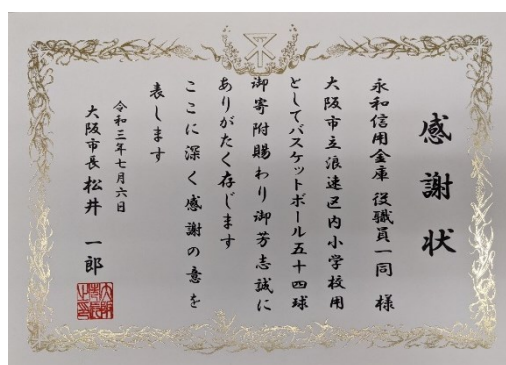 感謝状
永和信用金庫 役職員一同 様
大阪市立浪速区内小学校用
としてバスケットボール五十四球
御寄附賜わり御芳志誠に
ありがたく存じます
ここに深く感謝の意を
表します
令和三年七月六日
大阪市長 松井 一郎